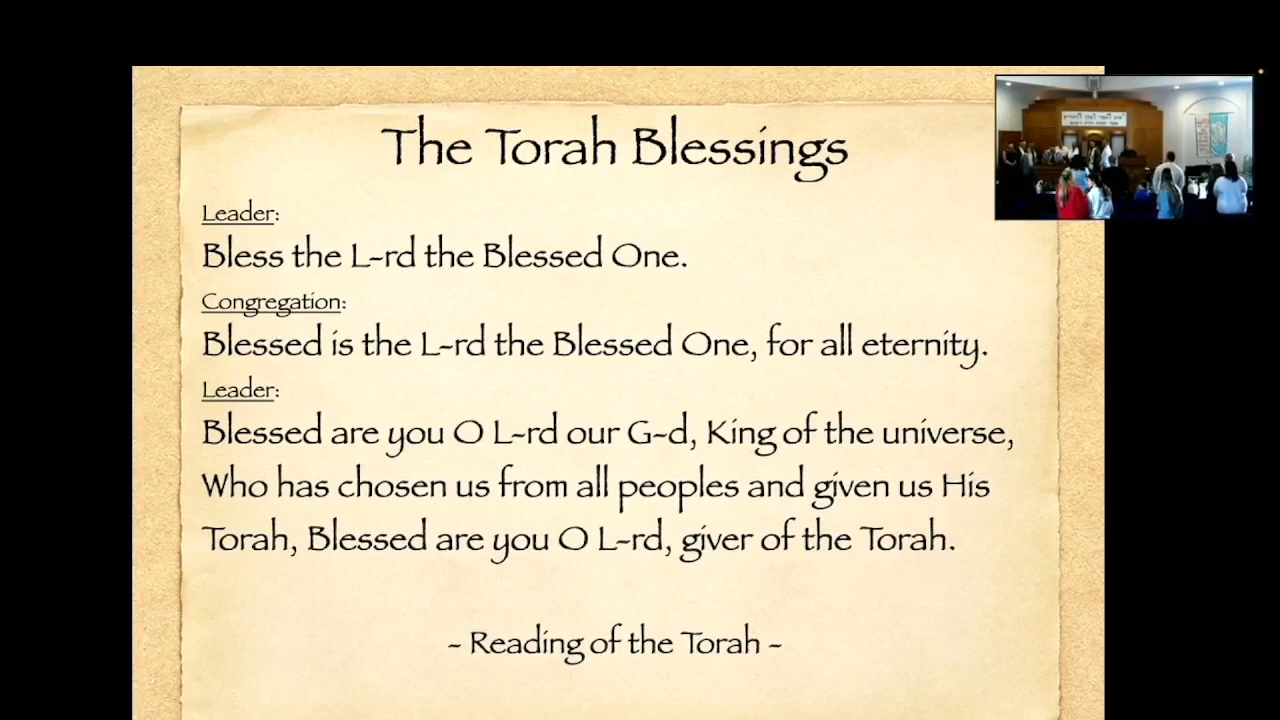 The Torah Blessings
Leader:
Bless the L-rd the Blessed One.
Congregation:
Blessed is the L-rd the Blessed One, for all eternity.
Leader:
Blessed are you O L-rd our G-d, King of the universe,
Who has chosen us from all peoples and given us His
Torah, Blessed are you O L-rd, giver of the Torah.
- Reading of the Torah -